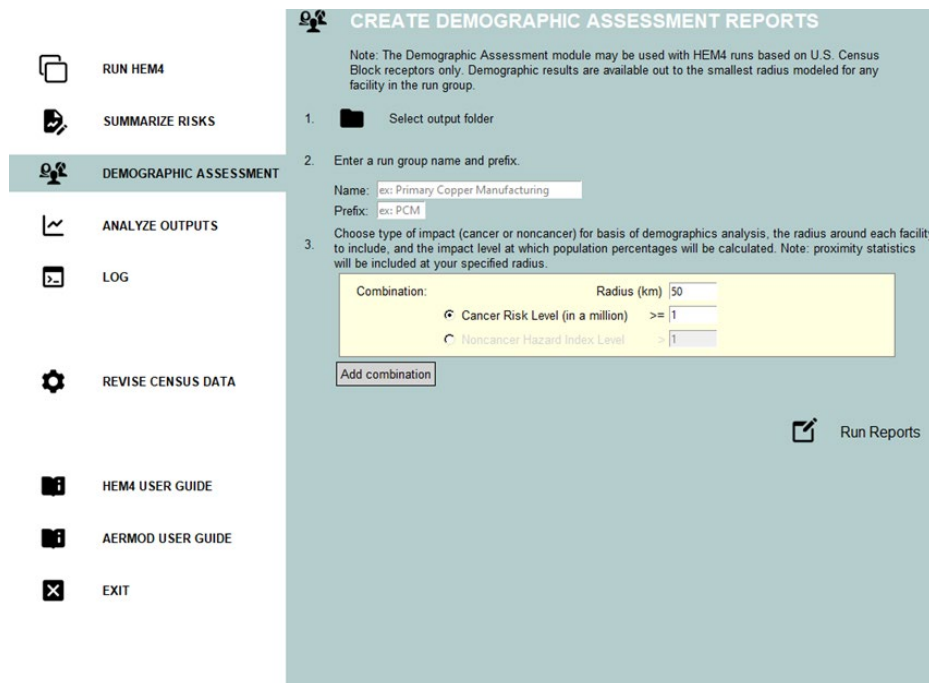 CREATE DEMOGRAPHIC ASSESSMENT REPORTS
Note: The Demographic Assessment module may be used with HEM4 runs based on U.S. Census
Block receptors only. Demographic results are available out to the smallest radius modeled for any
facility in the run group.
RUN HEM4
SUMMARIZE RISKS
DEMOGRAPHIC ASSESSMENT
ANALYZE OUTPUTS
LOG
REVISE CENSUS DATA
HEM4 USER GUIDE
AERMOD USER GUIDE
EXIT
1. Select output folder
2. Enter a run group name and prefix.
Name: ex: Primary Copper Manufacturing
Prefix: ex: PCM
3. Choose type of impact (cancer or noncancer) for basis of demographics analysis, the radius around each facility
to include, and the impact level at which population percentages will be calculated. Note: proximity statistics
will be included at your specified radius.
Combination: Radius (km) 50
Cancer Risk Level (in a million) >= 1
Noncancer Hazard Index Level > 1
Add combination
Run Reports